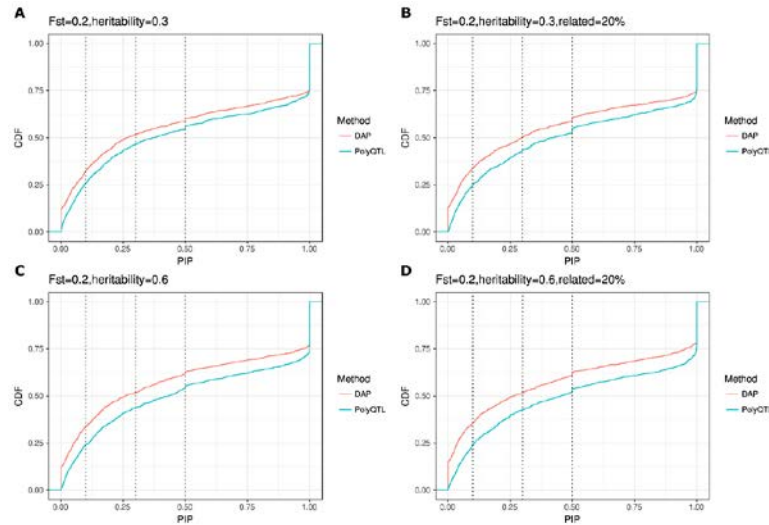 A
Fst=0.2,heritability=0.3
1.00
0.75
0.50
0.25
0.00
CDF
0.00 0.25 0.50 0.75 1.00
PIP
Method
DAP
PolyQTL
B
Fst=0.2,heritability=0.3,related=20%
1.00
0.75
0.50
0.25
0.00
CDF
0.00 0.25 0.50 0.75 1.00
PIP
Method
DAP
PolyQTL
C
Fst=0.2,heritability=0.6
1.00
0.75
0.50
0.25
0.00
CDF
0.00 0.25 0.50 0.75 1.00
PIP
Method
DAP
PolyQTL
D
Fst=0.2,heritability=0.6,related=20%
1.00
0.75
0.50
0.25
0.00
CDF
0.00 0.25 0.50 0.75 1.00
PIP
Method
DAP
PolyQTL